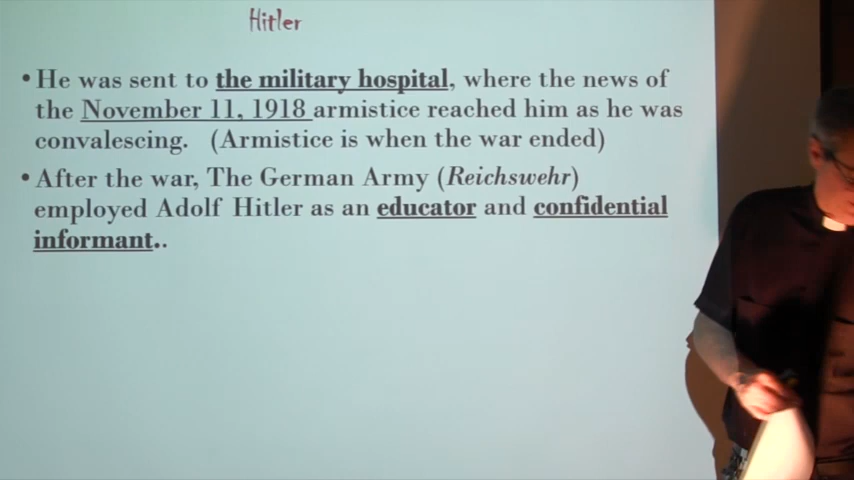 Hitler
•He was sent to the military hospital, where the news of
the November 11, 1918 armistice reached him as he was
convalescing. (Armistice is when the war ended)
•After the war, The German Army (Reichswehr)
employed Adolf Hitler as an educator and confidential
informant..